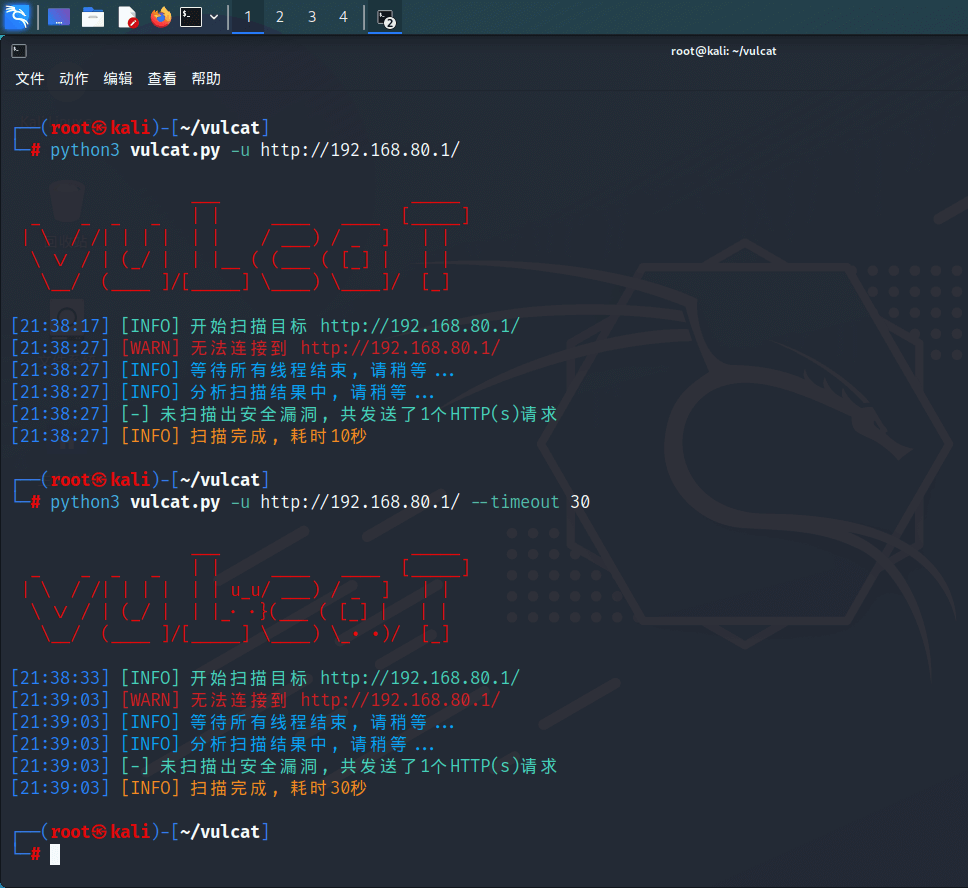 1 2 3 4 2
root@kali: ~/vulcat
文件 动作 编辑 查看 帮助
┌──(root㉿kali)-[~/vulcat]
└─# python3 vulcat.py -u http://192.168.80.1/
vulcaT
[21:38:17] [INFO] 开始扫描目标 http://192.168.80.1/
[21:38:27] [WARN] 无法连接到 http://192.168.80.1/
[21:38:27] [INFO] 等待所有线程结束, 请稍等...
[21:38:27] [INFO] 分析扫描结果中, 请稍等...
[21:38:27] [-] 未扫描出安全漏洞, 共发送了1个HTTP(s)请求
[21:38:27] [INFO] 扫描完成, 耗时10秒
┌──(root㉿kali)-[~/vulcat]
└─# python3 vulcat.py -u http://192.168.80.1/ --timeout 30
vulcaT
[21:38:33] [INFO] 开始扫描目标 http://192.168.80.1/
[21:39:03] [WARN] 无法连接到 http://192.168.80.1/
[21:39:03] [INFO] 等待所有线程结束, 请稍等...
[21:39:03] [INFO] 分析扫描结果中, 请稍等...
[21:39:03] [-] 未扫描出安全漏洞, 共发送了1个HTTP(s)请求
[21:39:03] [INFO] 扫描完成, 耗时30秒
┌──(root㉿kali)-[~/vulcat]
└─#